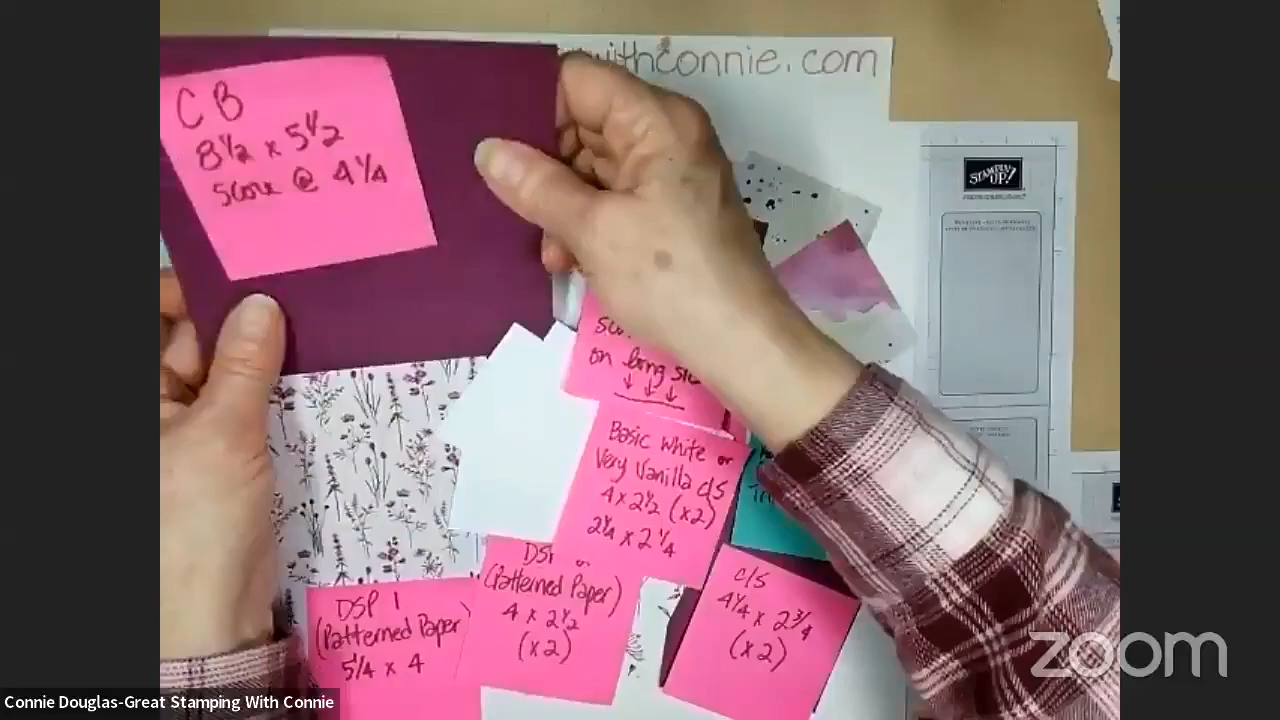 withconnie.com
CB
8½ x 5½
Score @ 4¼
STAMPIN' UP!
on long
Basic White or
Very Vanilla c/s
4 x 2½ (x2)
2¼ x 2¼
DSP
(Patterned Paper)
4 x 2½
(x2)
c/s
4¼ x 2¾
(x2)
DSP 1
(Patterned Paper
5¼ x 4
zoom
Connie Douglas-Great Stamping With Connie